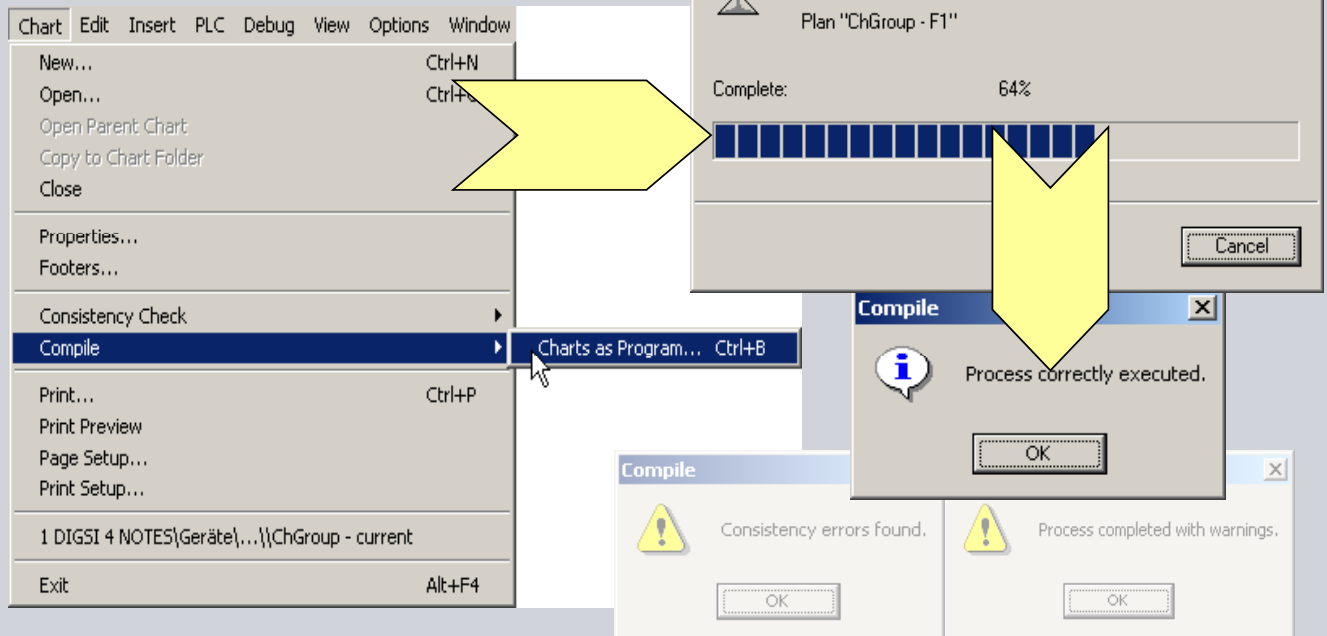 Chart Edit Insert PLC Debug View Options Window
New... Ctrl+N
Open... Ctrl+O
Open Parent Chart
Copy to Chart Folder
Close
Properties...
Footers...
Consistency Check
Compile
Charts as Program... Ctrl+B
Print... Ctrl+P
Print Preview
Page Setup...
Print Setup...
1 DIGSI 4 NOTES\Geräte\...\\ChGroup - current
Exit Alt+F4
Plan "ChGroup - F1"
Complete: 64%
Cancel
Compile
Process correctly executed.
OK
Compile
Consistency errors found.
OK
Process completed with warnings.
OK